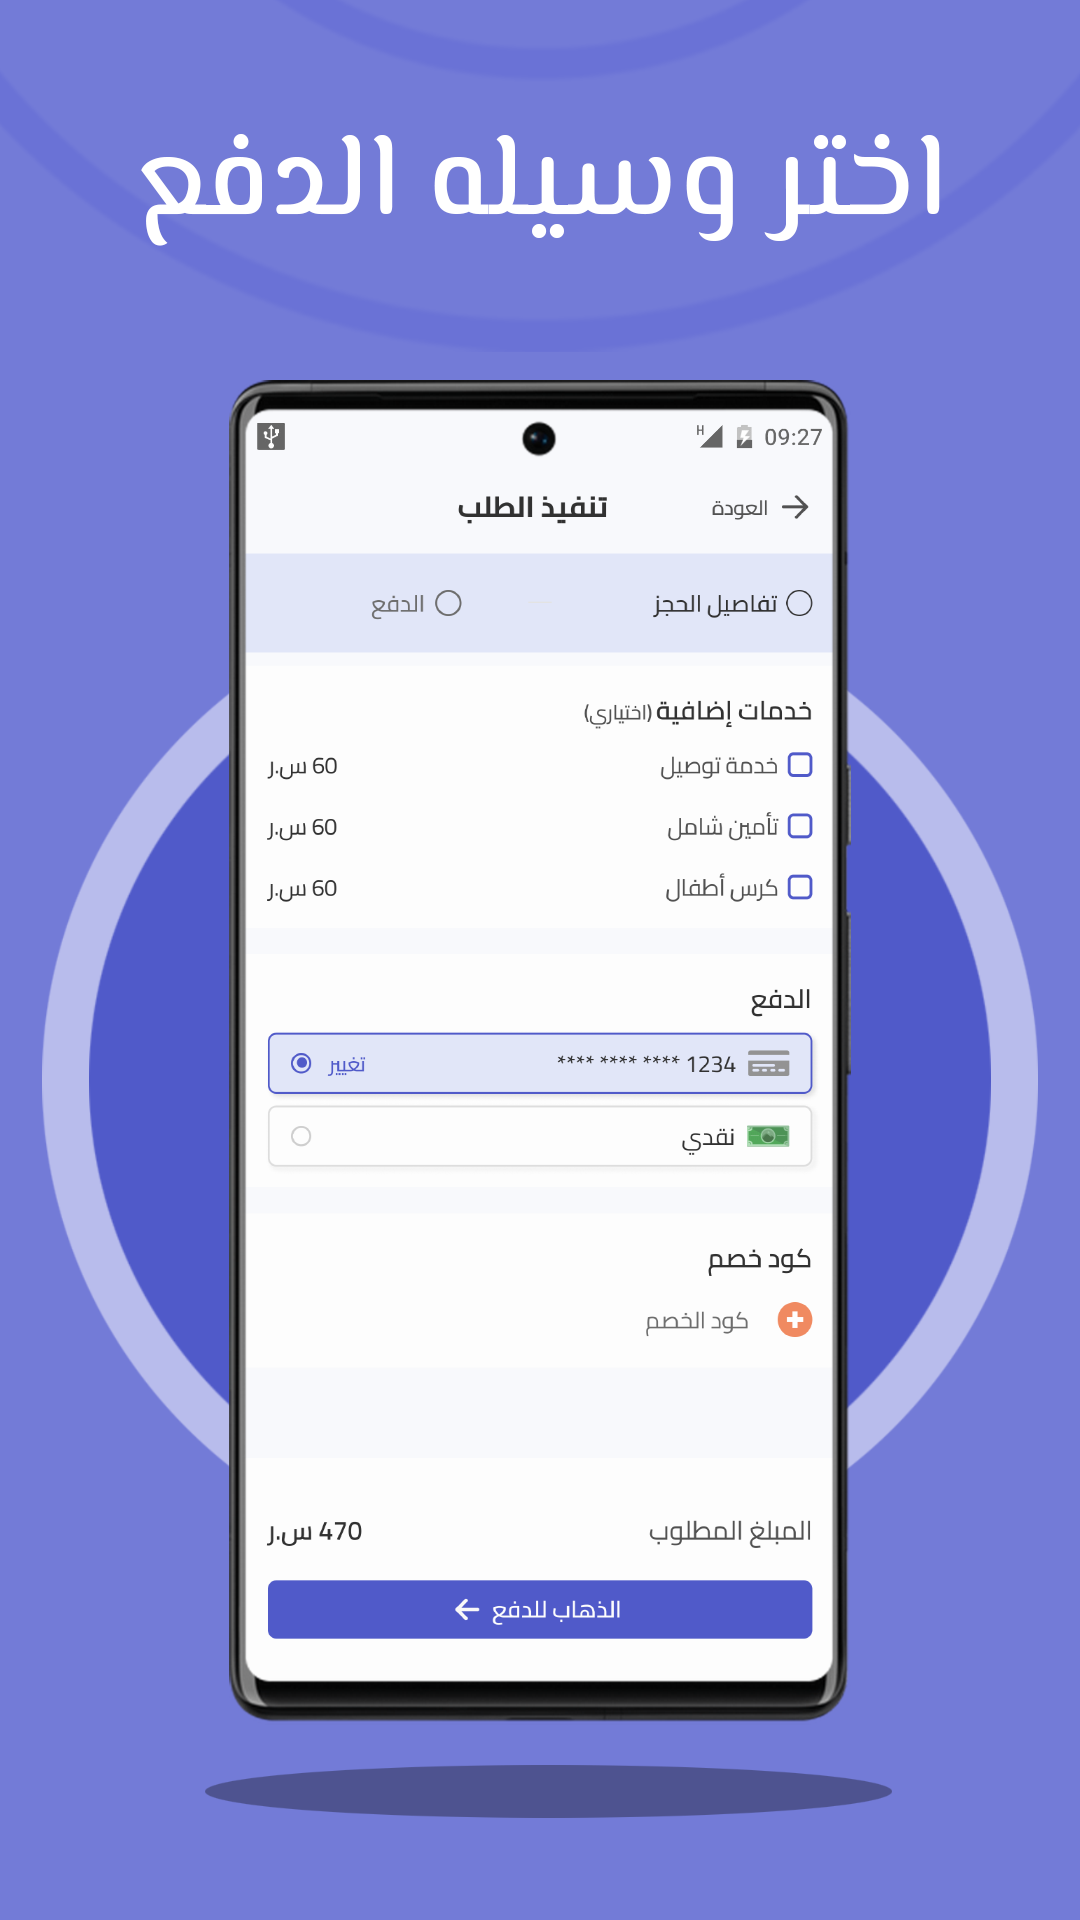 اختر وسيله الدفع
09:27
H
العودة
تنفيذ الطلب
تفاصيل الحجز
الدفع
خدمات إضافية (اختياري)
خدمة توصيل 60 س.ر
تأمين شامل 60 س.ر
كرس أطفال 60 س.ر
الدفع
**** **** **** 1234 تغيير
نقدي
كود خصم
كود الخصم
المبلغ المطلوب 470 س.ر
الذهاب للدفع